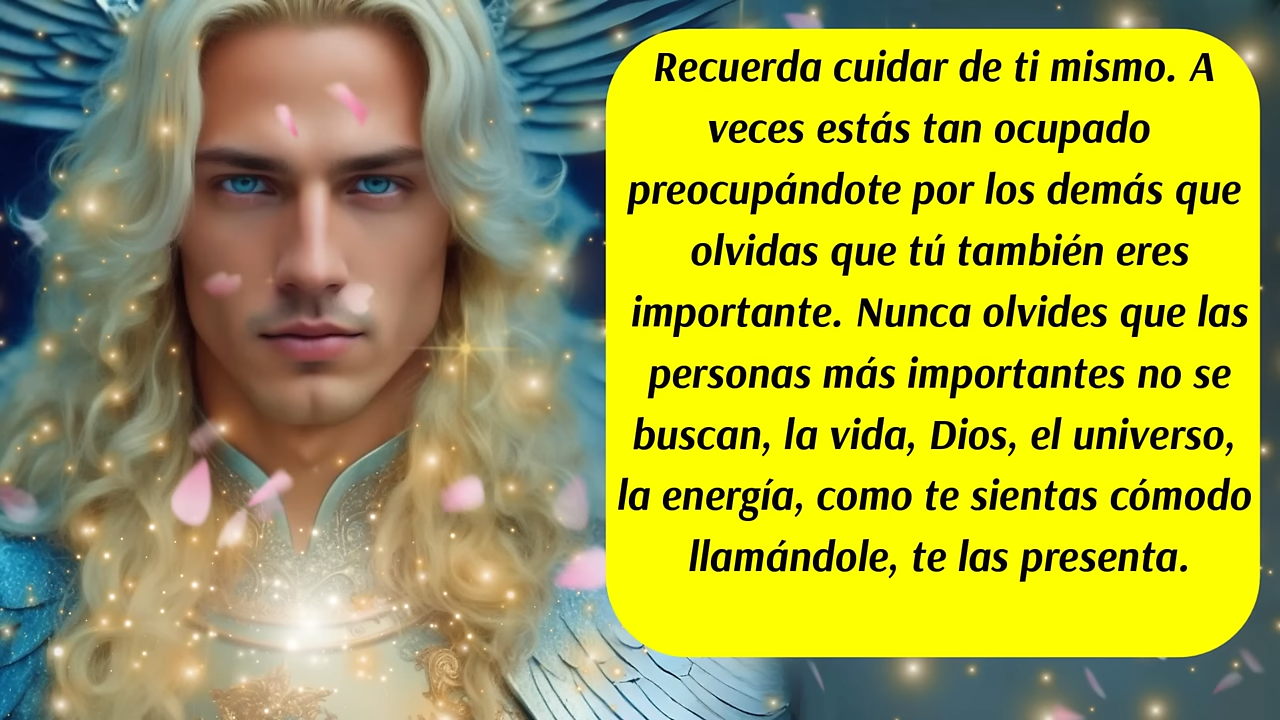 Recuerda cuidar de ti mismo. A
veces estás tan ocupado
preocupándote por los demás que
olvidas que tú también eres
importante. Nunca olvides que las
personas más importantes no se
buscan, la vida, Dios, el universo,
la energía, como te sientas cómodo
llamándole, te las presenta.